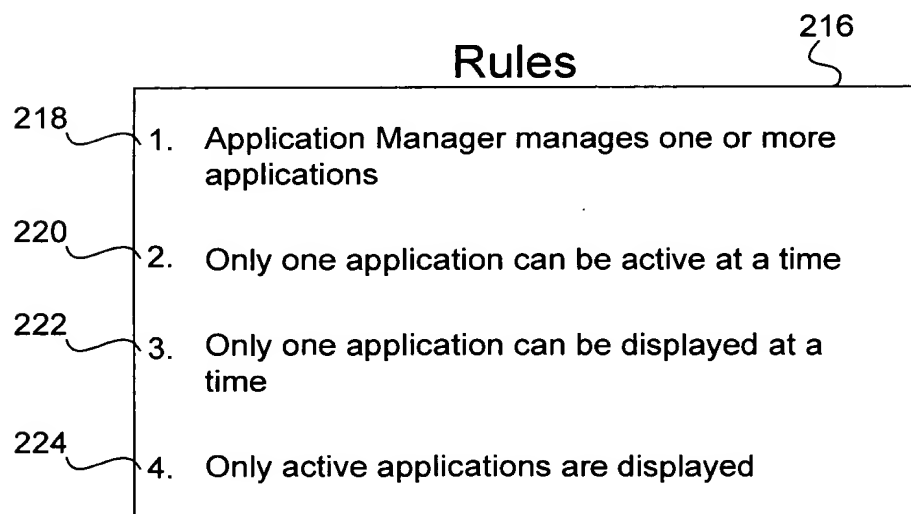 216
Rules
218
1. Application Manager manages one or more
applications
220
2. Only one application can be active at a time
222
3. Only one application can be displayed at a
time
224
4. Only active applications are displayed